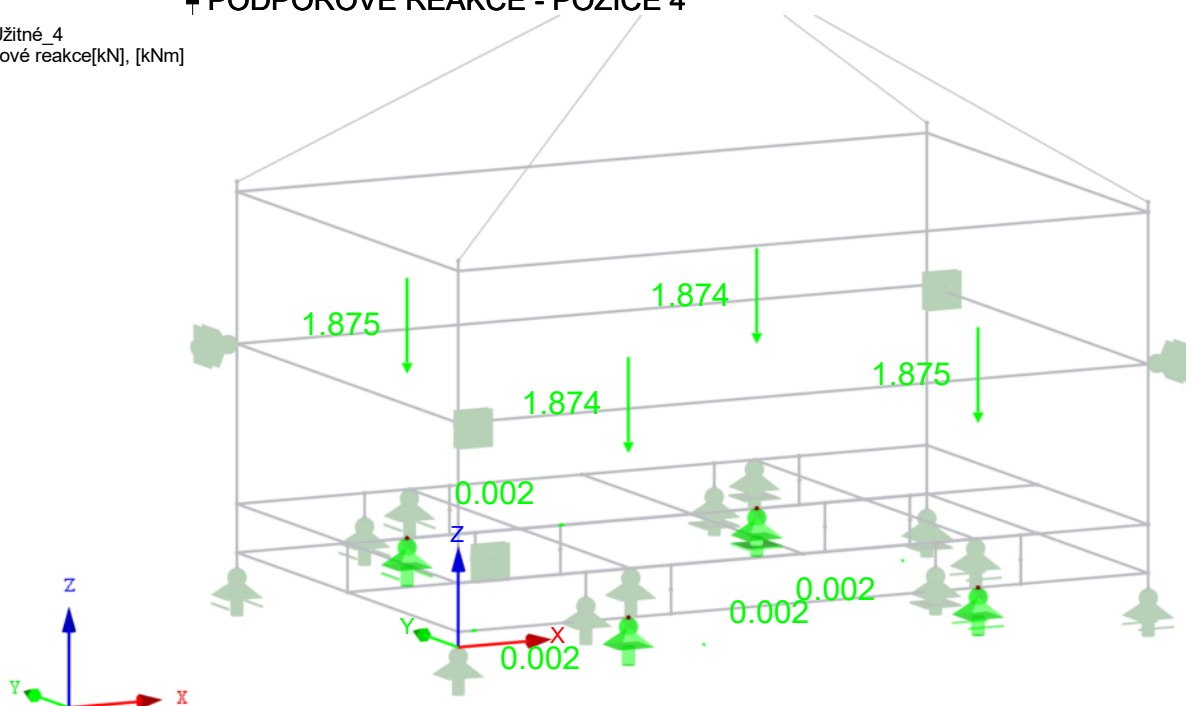 PODPOROVÉ REAKCE - POZICE 4
Užitné_4
ové reakce[kN], [kNm]
1.875
1.874
1.874
1.875
0.002
Z
0.002
0.002
Y
X
0.002
Z
Y
X